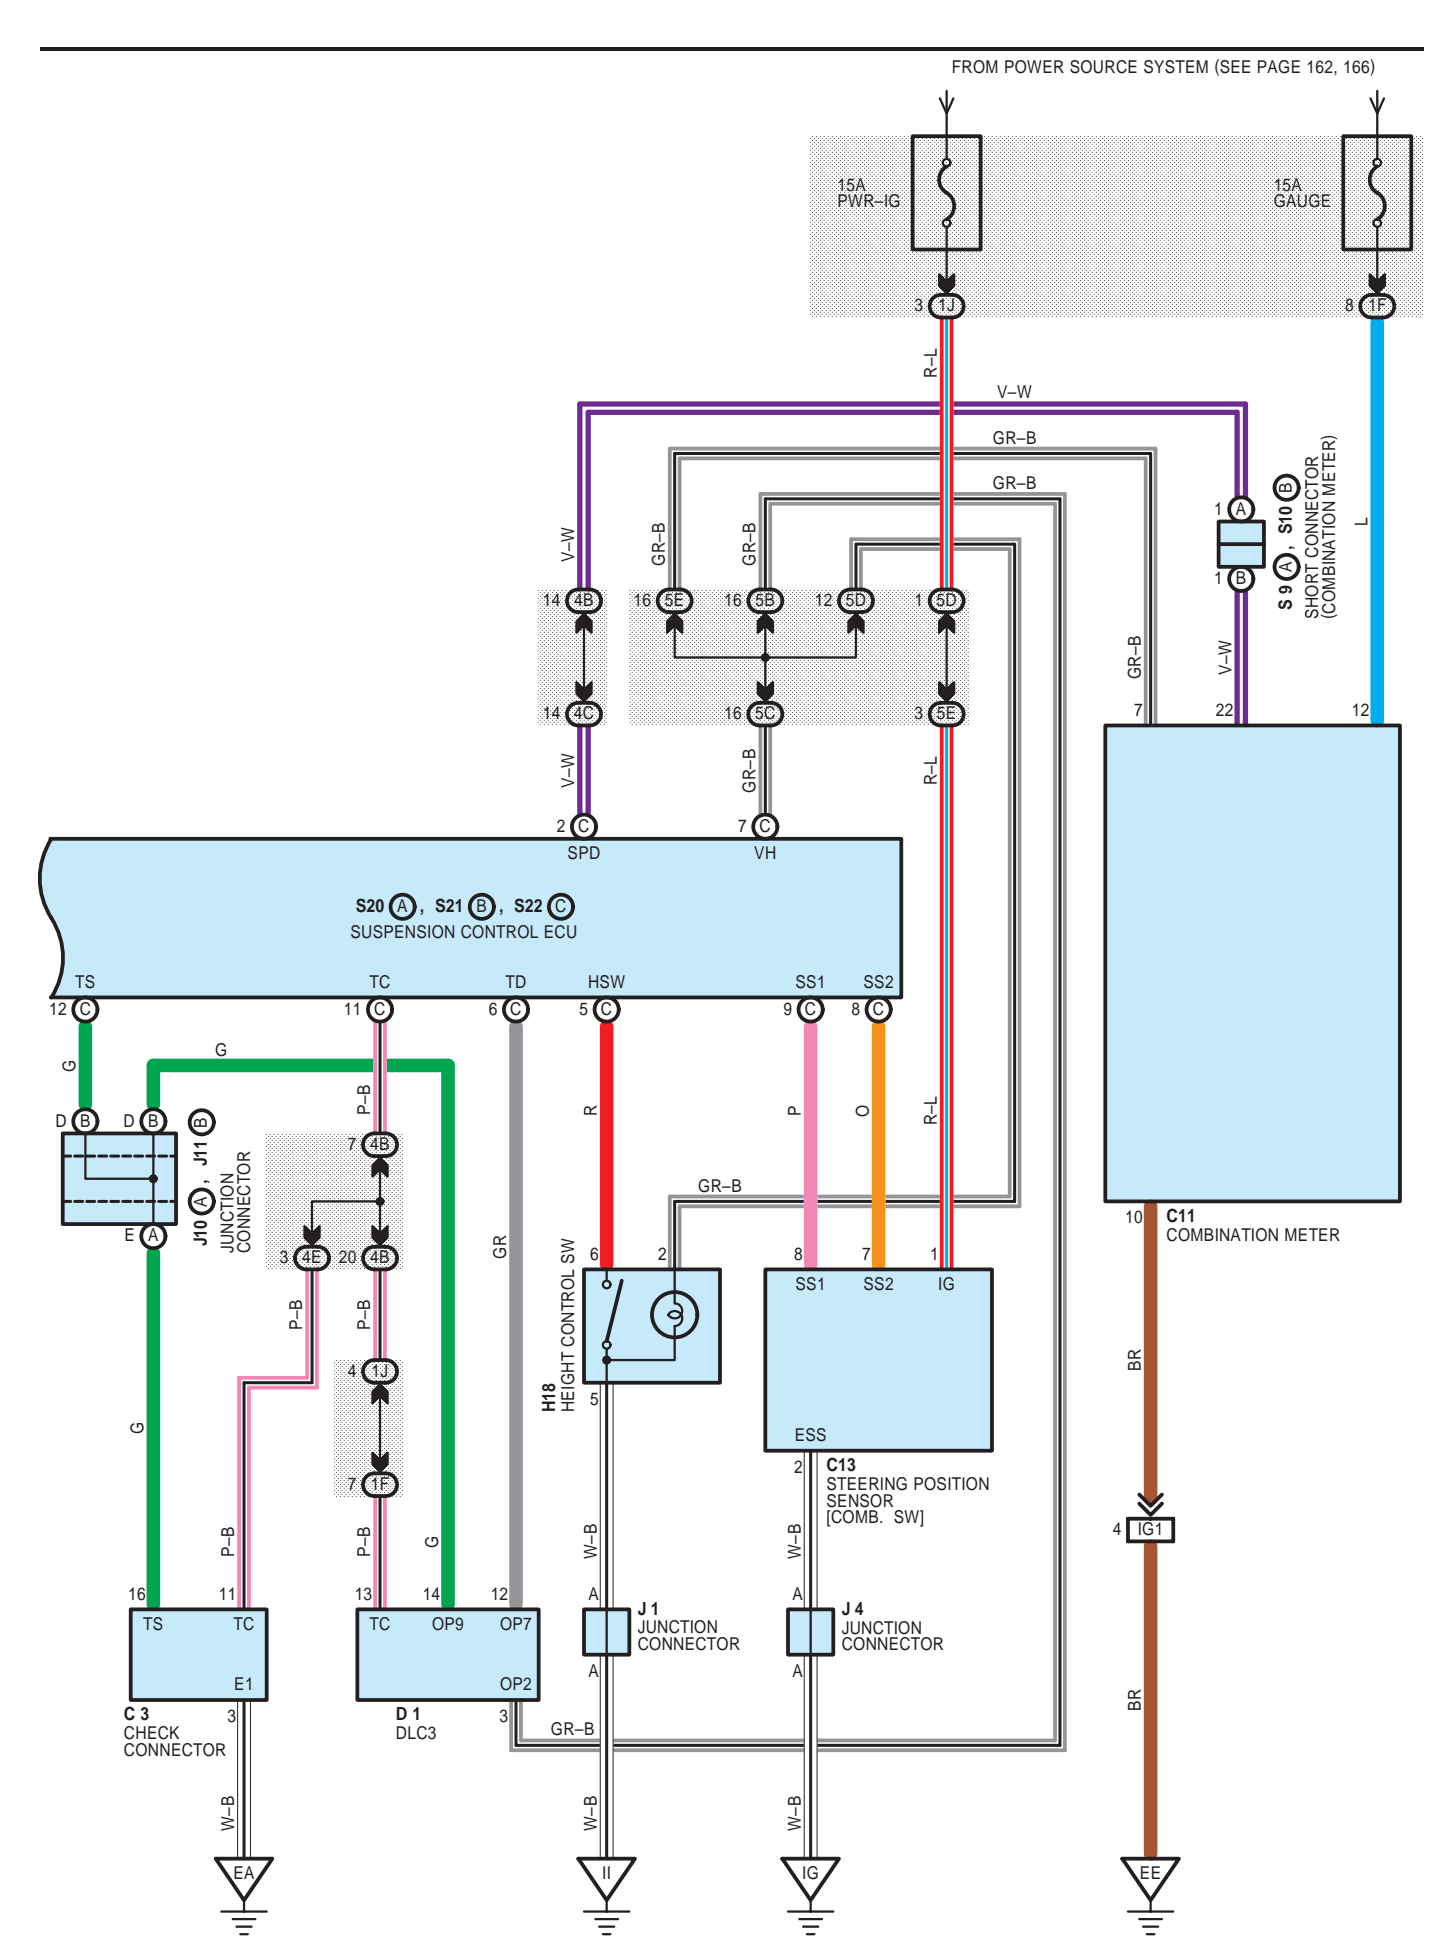 FROM POWER SOURCE SYSTEM (SEE PAGE 162, 166)
15A
PWR–IG
15A
GAUGE
3 1J
8 1F
R–L
V–W
GR–B
GR–B
V–W
GR–B
GR–B
L
1 A
1 B
S 9 A , S10 B
SHORT CONNECTOR
(COMBINATION METER)
14 4B
16 5E
16 5B
12 5D
1 5D
GR–B
V–W
14 4C
16 5C
3 5E
7
22
12
V–W
GR–B
R–L
2 C
7 C
SPD
VH
S20 A , S21 B , S22 C
SUSPENSION CONTROL ECU
TS
TC
TD
HSW
SS1
SS2
12 C
11 C
6 C
5 C
9 C
8 C
G
G
P–B
R
P
O
R–L
D B
D B
J10 A , J11 B
JUNCTION
CONNECTOR
7 4B
E A
3 4E
20 4B
GR
GR–B
6
2
8
7
1
SS1
SS2
IG
10
C11
COMBINATION METER
P–B
P–B
H18
HEIGHT CONTROL SW
4 1J
5
BR
G
ESS
2
C13
STEERING POSITION
SENSOR
[COMB. SW]
7 1F
P–B
P–B
G
W–B
W–B
4 IG1
16
11
13
14
12
A
A
TS
TC
TC
OP9
OP7
J 1
JUNCTION
CONNECTOR
J 4
JUNCTION
CONNECTOR
E1
OP2
A
A
C 3
CHECK
CONNECTOR
3
D 1
DLC3
3
GR–B
BR
W–B
W–B
W–B
EA
II
IG
EE